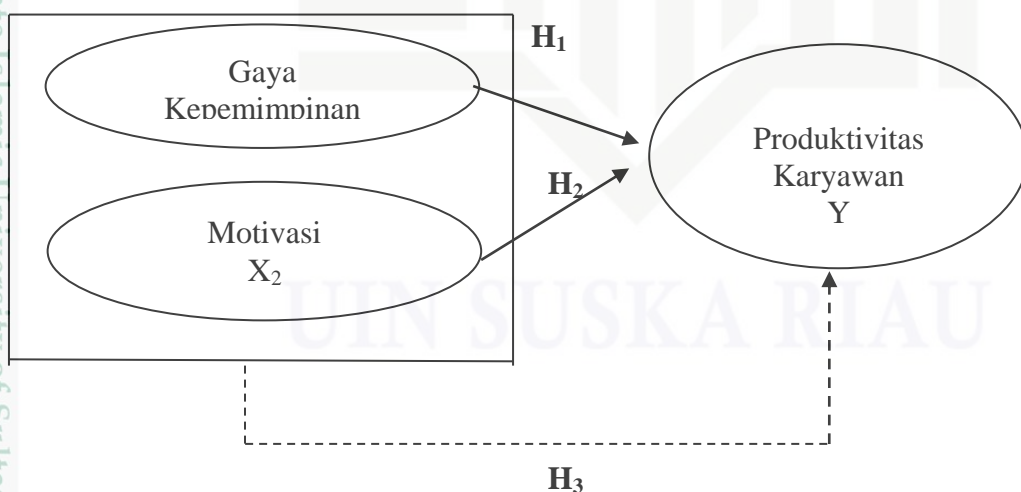 H₁
Gaya
Kepemimpinan
Produktivitas
Karyawan
Y
H₂
Motivasi
X₂
UIN SUSKA RIAU
H₃